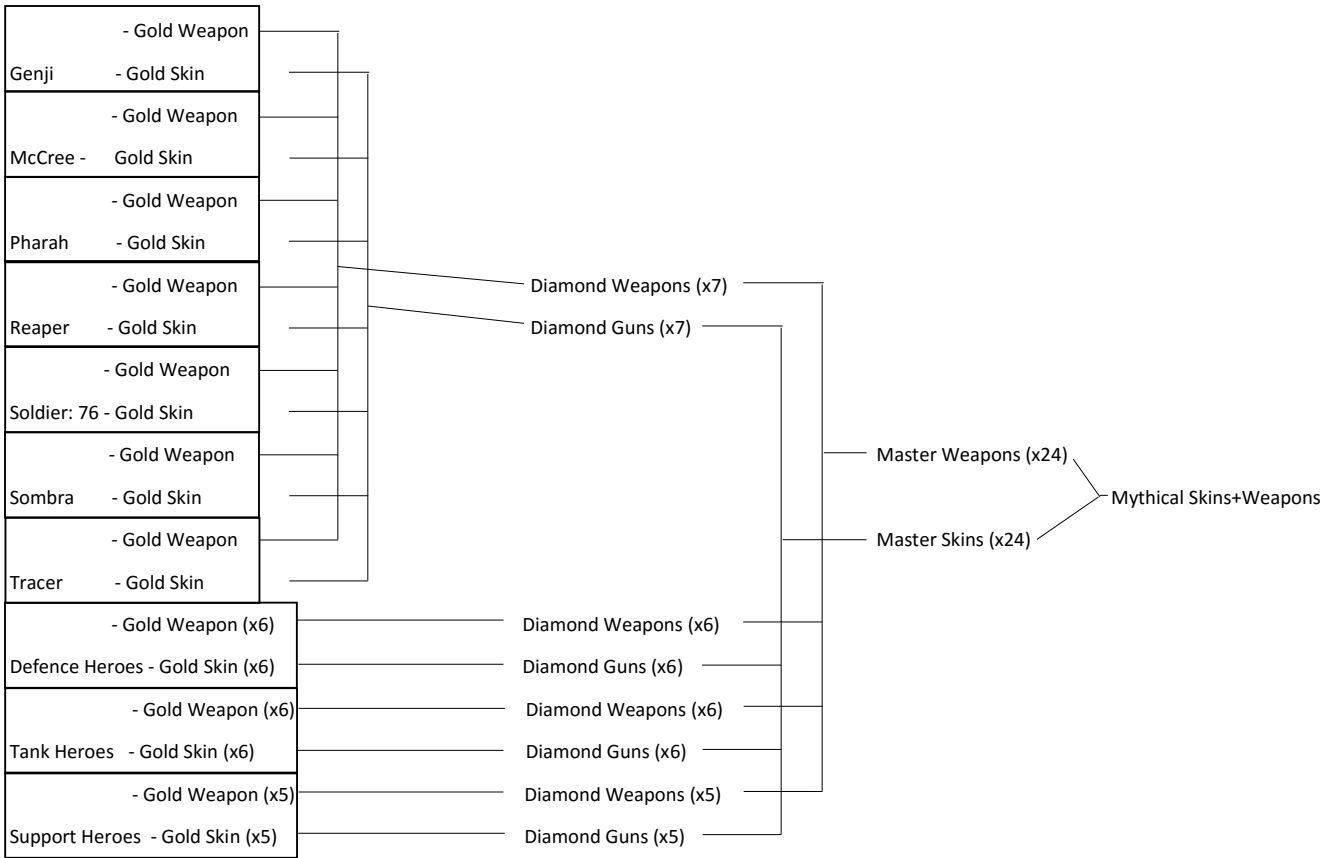 - Gold Weapon
Genji - Gold Skin
- Gold Weapon
McCree - Gold Skin
- Gold Weapon
Pharah - Gold Skin
- Gold Weapon
Reaper - Gold Skin
- Gold Weapon
Soldier: 76 - Gold Skin
- Gold Weapon
Sombra - Gold Skin
- Gold Weapon
Tracer - Gold Skin
- Gold Weapon (x6)
Defence Heroes - Gold Skin (x6)
- Gold Weapon (x6)
Tank Heroes - Gold Skin (x6)
- Gold Weapon (x5)
Support Heroes - Gold Skin (x5)
Diamond Weapons (x7)
Diamond Guns (x7)
Diamond Weapons (x6)
Diamond Guns (x6)
Diamond Weapons (x6)
Diamond Guns (x6)
Diamond Weapons (x5)
Diamond Guns (x5)
Master Weapons (x24)
Master Skins (x24)
Mythical Skins+Weapons